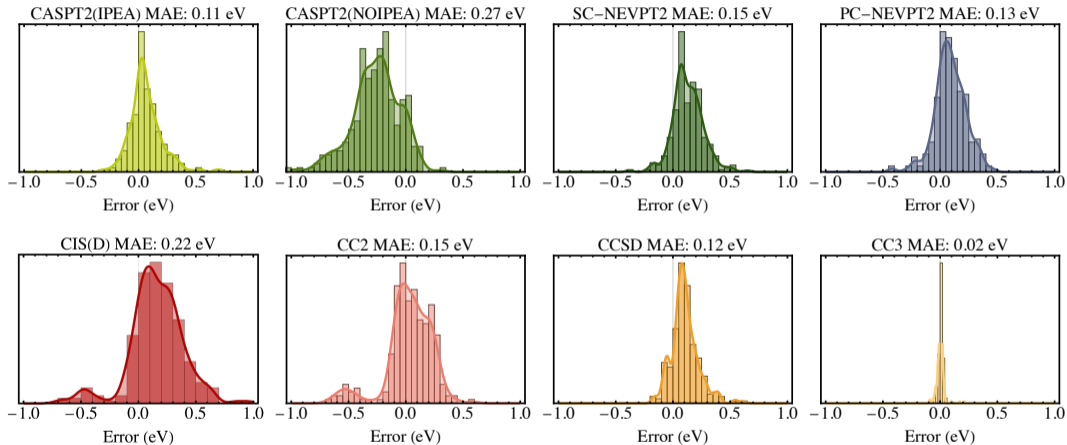 CASPT2(IPEA) MAE: 0.11 eV
CASPT2(NOIPEA) MAE: 0.27 eV
SC-NEVPT2 MAE: 0.15 eV
PC-NEVPT2 MAE: 0.13 eV
−1.0 −0.5 0.0 0.5 1.0
−1.0 −0.5 0.0 0.5 1.0
−1.0 −0.5 0.0 0.5 1.0
−1.0 −0.5 0.0 0.5 1.0
Error (eV)
Error (eV)
Error (eV)
Error (eV)
CIS(D) MAE: 0.22 eV
CC2 MAE: 0.15 eV
CCSD MAE: 0.12 eV
CC3 MAE: 0.02 eV
−1.0 −0.5 0.0 0.5 1.0
−1.0 −0.5 0.0 0.5 1.0
−1.0 −0.5 0.0 0.5 1.0
−1.0 −0.5 0.0 0.5 1.0
Error (eV)
Error (eV)
Error (eV)
Error (eV)